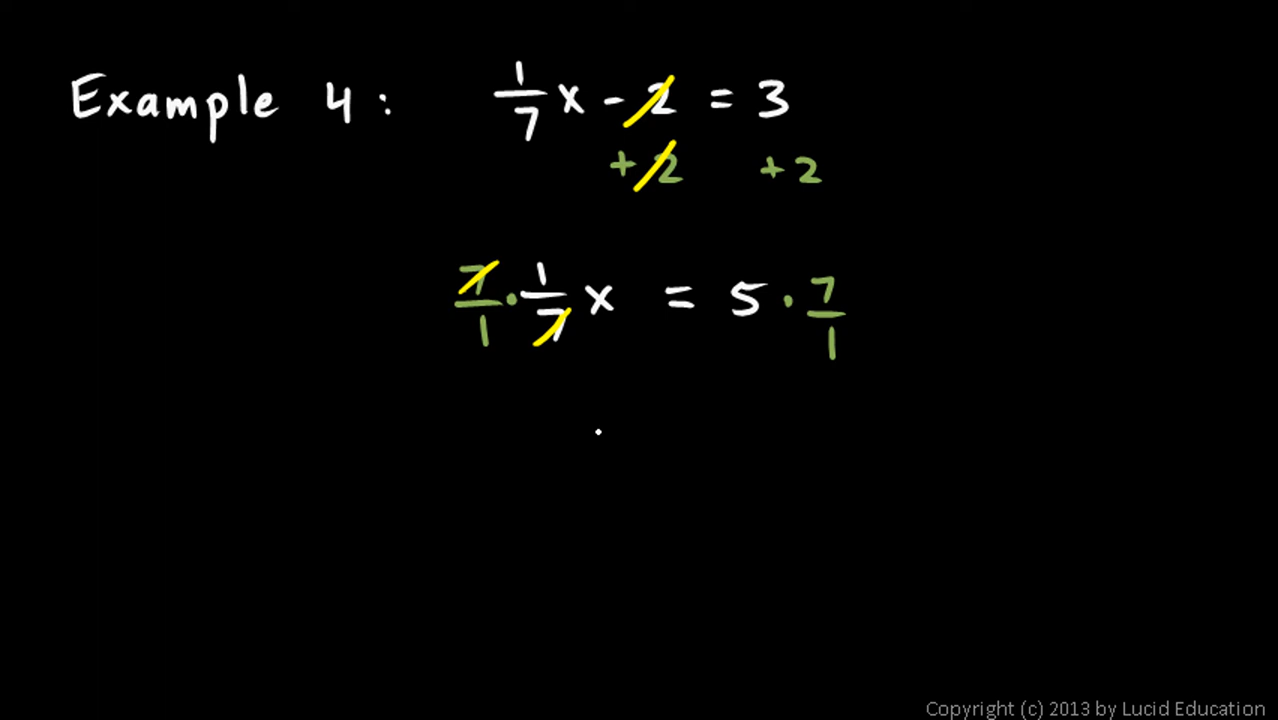 Example 4: 1/7 x - 2 = 3
+ 2 + 2
7/1 · 1/7 x = 5 · 7/1
Copyright (c) 2013 by Lucid Education